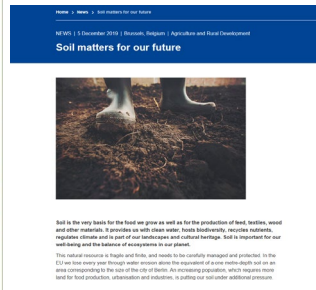 Home > News > Soil matters for our future
NEWS | 5 December 2019 | Brussels, Belgium | Agriculture and Rural Development
Soil matters for our future
Soil is the very basis for the food we grow as well as for the production of feed, textiles, wood
and other materials. It provides us with clean water, hosts biodiversity, recycles nutrients,
regulates climate and is part of our landscapes and cultural heritage. Soil is important for our
well-being and the balance of ecosystems in our planet.
This natural resource is fragile and finite, and needs to be carefully managed and protected. In the
EU we lose every year through water erosion alone the equivalent of a one metre-depth soil on an
area corresponding to the size of the city of Berlin. An increasing population, which requires more
land for food production, urbanisation and industries, is putting our soil under additional pressure.